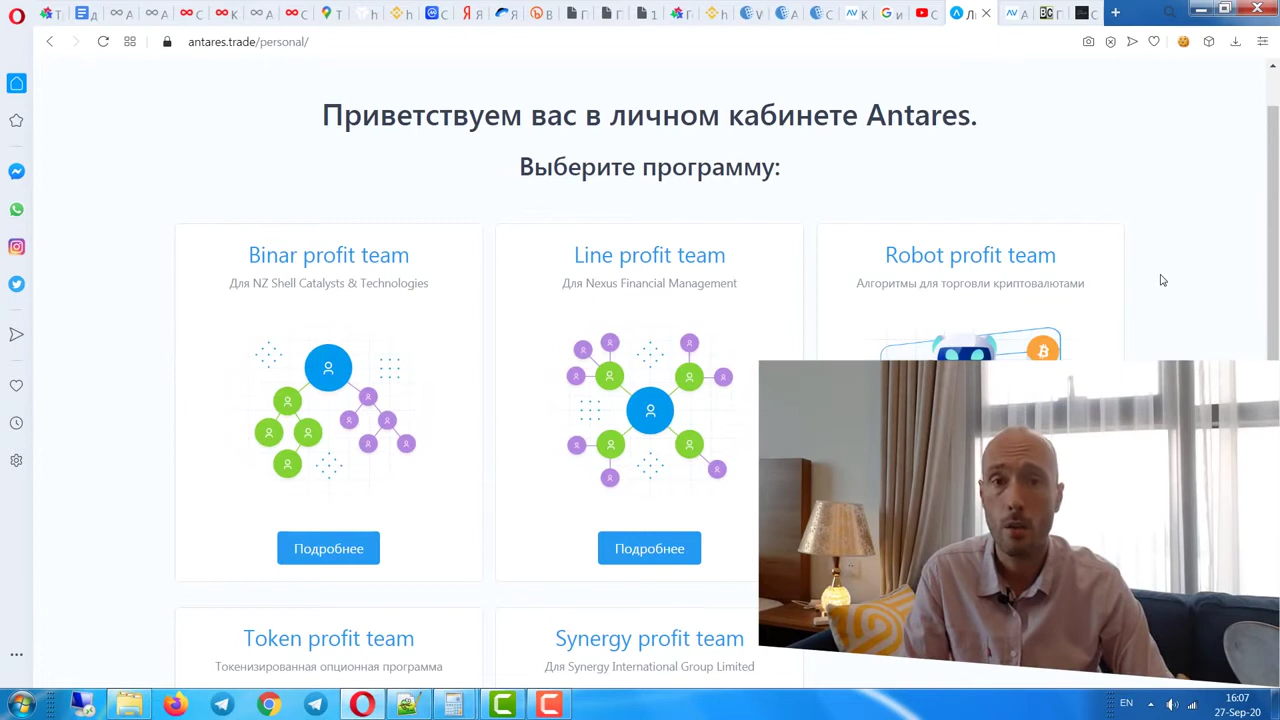 antares.trade/personal/
Приветствуем вас в личном кабинете Antares.
Выберите программу:
Binar profit team
Для NZ Shell Catalysts & Technologies
Подробнее
Line profit team
Для Nexus Financial Management
Подробнее
Robot profit team
Алгоритмы для торговли криптовалютами
Token profit team
Токенизированная опционная программа
Synergy profit team
Для Synergy International Group Limited
EN
16:07
27-Sep-20